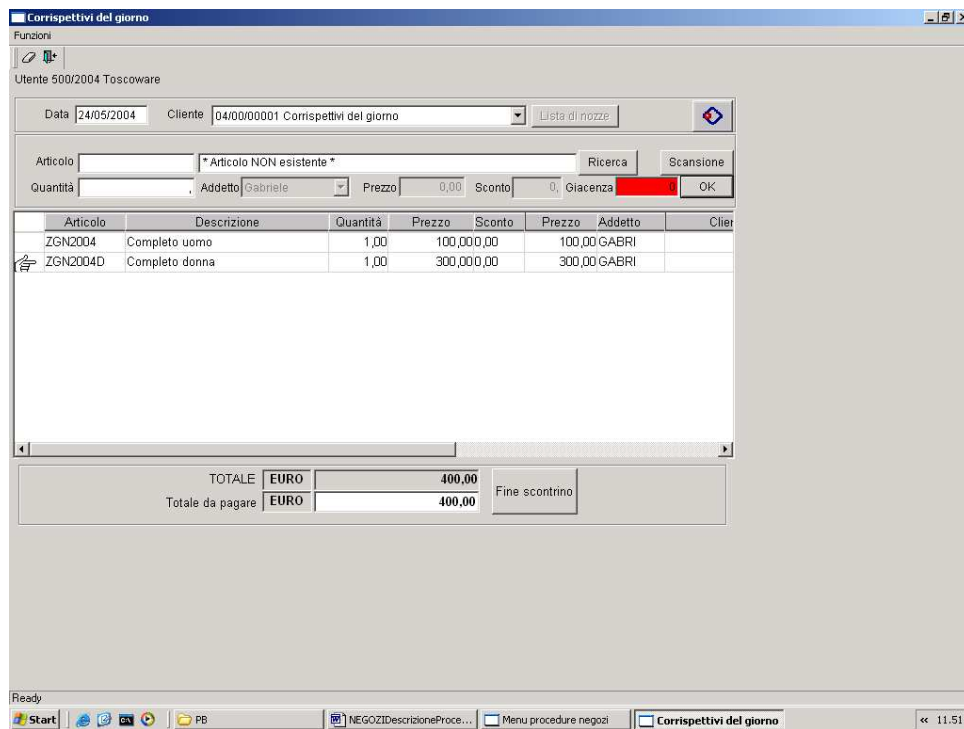 Corrispettivi del giorno
Funzioni
Utente 500/2004 Toscoware
Data 24/05/2004 Cliente 04/00/00001 Corrispettivi del giorno Lista di nozze
Articolo * Articolo NON esistente * Ricerca Scansione
Quantità , Addetto Gabriele Prezzo 0,00 Sconto 0, Giacenza 0 OK
Articolo Descrizione Quantità Prezzo Sconto Prezzo Addetto Clier
ZGN2004 Completo uomo 1,00 100,00 0,00 100,00 GABRI
ZGN2004D Completo donna 1,00 300,00 0,00 300,00 GABRI
TOTALE EURO 400,00
Fine scontrino
Totale da pagare EURO 400,00
Ready
Start PB NEGOZIDescrizioneProce... Menu procedure negozi Corrispettivi del giorno « 11.51